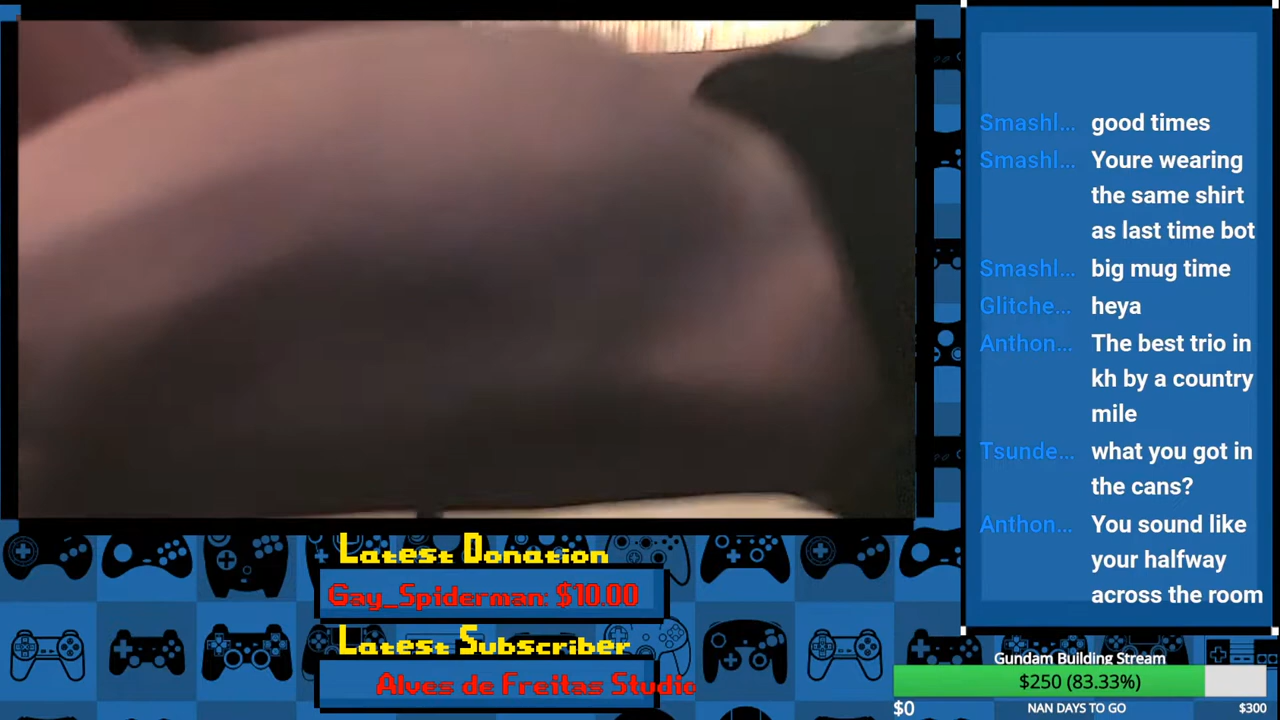 Smashl... good times
Smashl... Youre wearing
the same shirt
as last time bot
Smashl... big mug time
Glitche... heya
Anthon... The best trio in
kh by a country
mile
Tsunde... what you got in
the cans?
Anthon... You sound like
your halfway
across the room
Latest Donation
Gay_Spiderman: $10.00
Latest Subscriber
Alves de Freitas Studio
Gundam Building Stream
$250 (83.33%)
$0 NAN DAYS TO GO $300